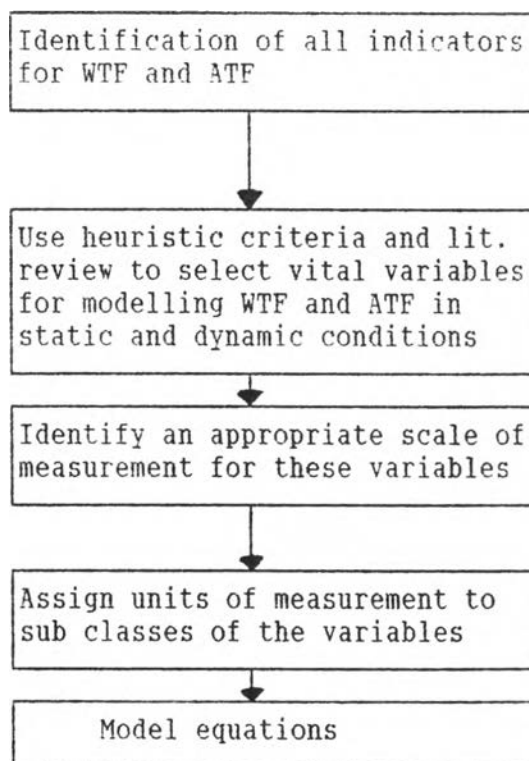 Identification of all indicators
for WTF and ATF
Use heuristic criteria and lit.
review to select vital variables
for modelling WTF and ATF in
static and dynamic conditions
Identify an appropriate scale of
measurement for these variables
Assign units of measurement to
sub classes of the variables
Model equations